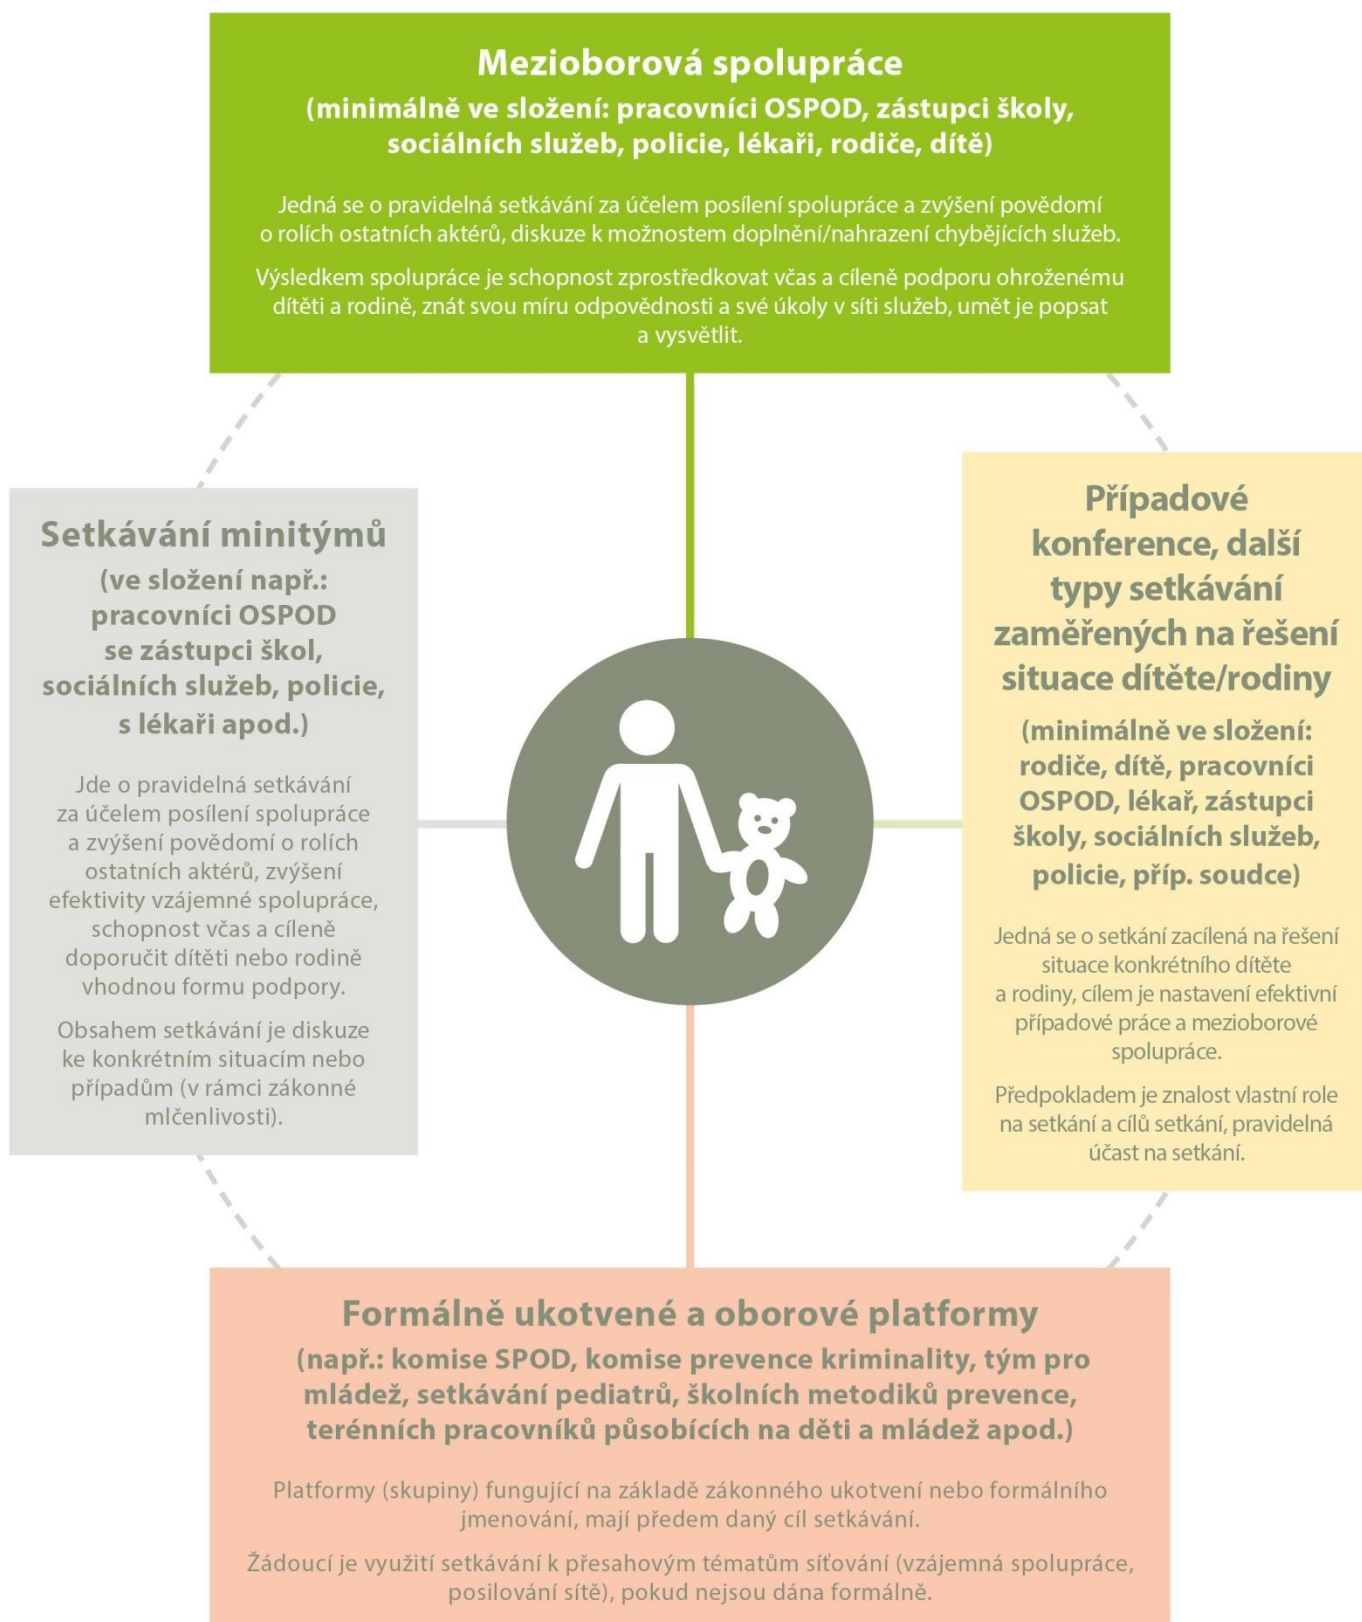 Mezioborová spolupráce
(minimálně ve složení: pracovníci OSPOD, zástupci školy,
sociálních služeb, policie, lékaři, rodiče, dítě)
Jedná se o pravidelná setkávání za účelem posílení spolupráce a zvýšení povědomí
o rolích ostatních aktérů, diskuze k možnostem doplnění/nahrazení chybějících služeb.
Výsledkem spolupráce je schopnost zprostředkovat včas a cíleně podporu ohroženému
dítěti a rodině, znát svou míru odpovědnosti a své úkoly v síti služeb, umět je popsat
a vysvětlit.
Setkávání minitýmů
(ve složení např.:
pracovníci OSPOD
se zástupci škol,
sociálních služeb, policie,
s lékaři apod.)
Jde o pravidelná setkávání
za účelem posílení spolupráce
a zvýšení povědomí o rolích
ostatních aktérů, zvýšení
efektivity vzájemné spolupráce,
schopnost včas a cíleně
doporučit dítěti nebo rodině
vhodnou formu podpory.
Obsahem setkávání je diskuze
ke konkrétním situacím nebo
případům (v rámci zákonné
mlčenlivosti).
Případové
konference, další
typy setkávání
zaměřených na řešení
situace dítěte/rodiny
(minimálně ve složení:
rodiče, dítě, pracovníci
OSPOD, lékař, zástupci
školy, sociálních služeb,
policie, příp. soudce)
Jedná se o setkání zacílená na řešení
situace konkrétního dítěte
a rodiny, cílem je nastavení efektivní
případové práce a mezioborové
spolupráce.
Předpokladem je znalost vlastní role
na setkání a cílů setkání, pravidelná
účast na setkání.
Formálně ukotvené a oborové platformy
(např.: komise SPOD, komise prevence kriminality, tým pro
mládež, setkávání pediatrů, školních metodiků prevence,
terénních pracovníků působících na děti a mládež apod.)
Platformy (skupiny) fungující na základě zákonného ukotvení nebo formálního
jmenování, mají předem daný cíl setkávání.
Žádoucí je využití setkávání k přesahovým tématům síťování (vzájemná spolupráce,
posilování sítě), pokud nejsou dána formálně.